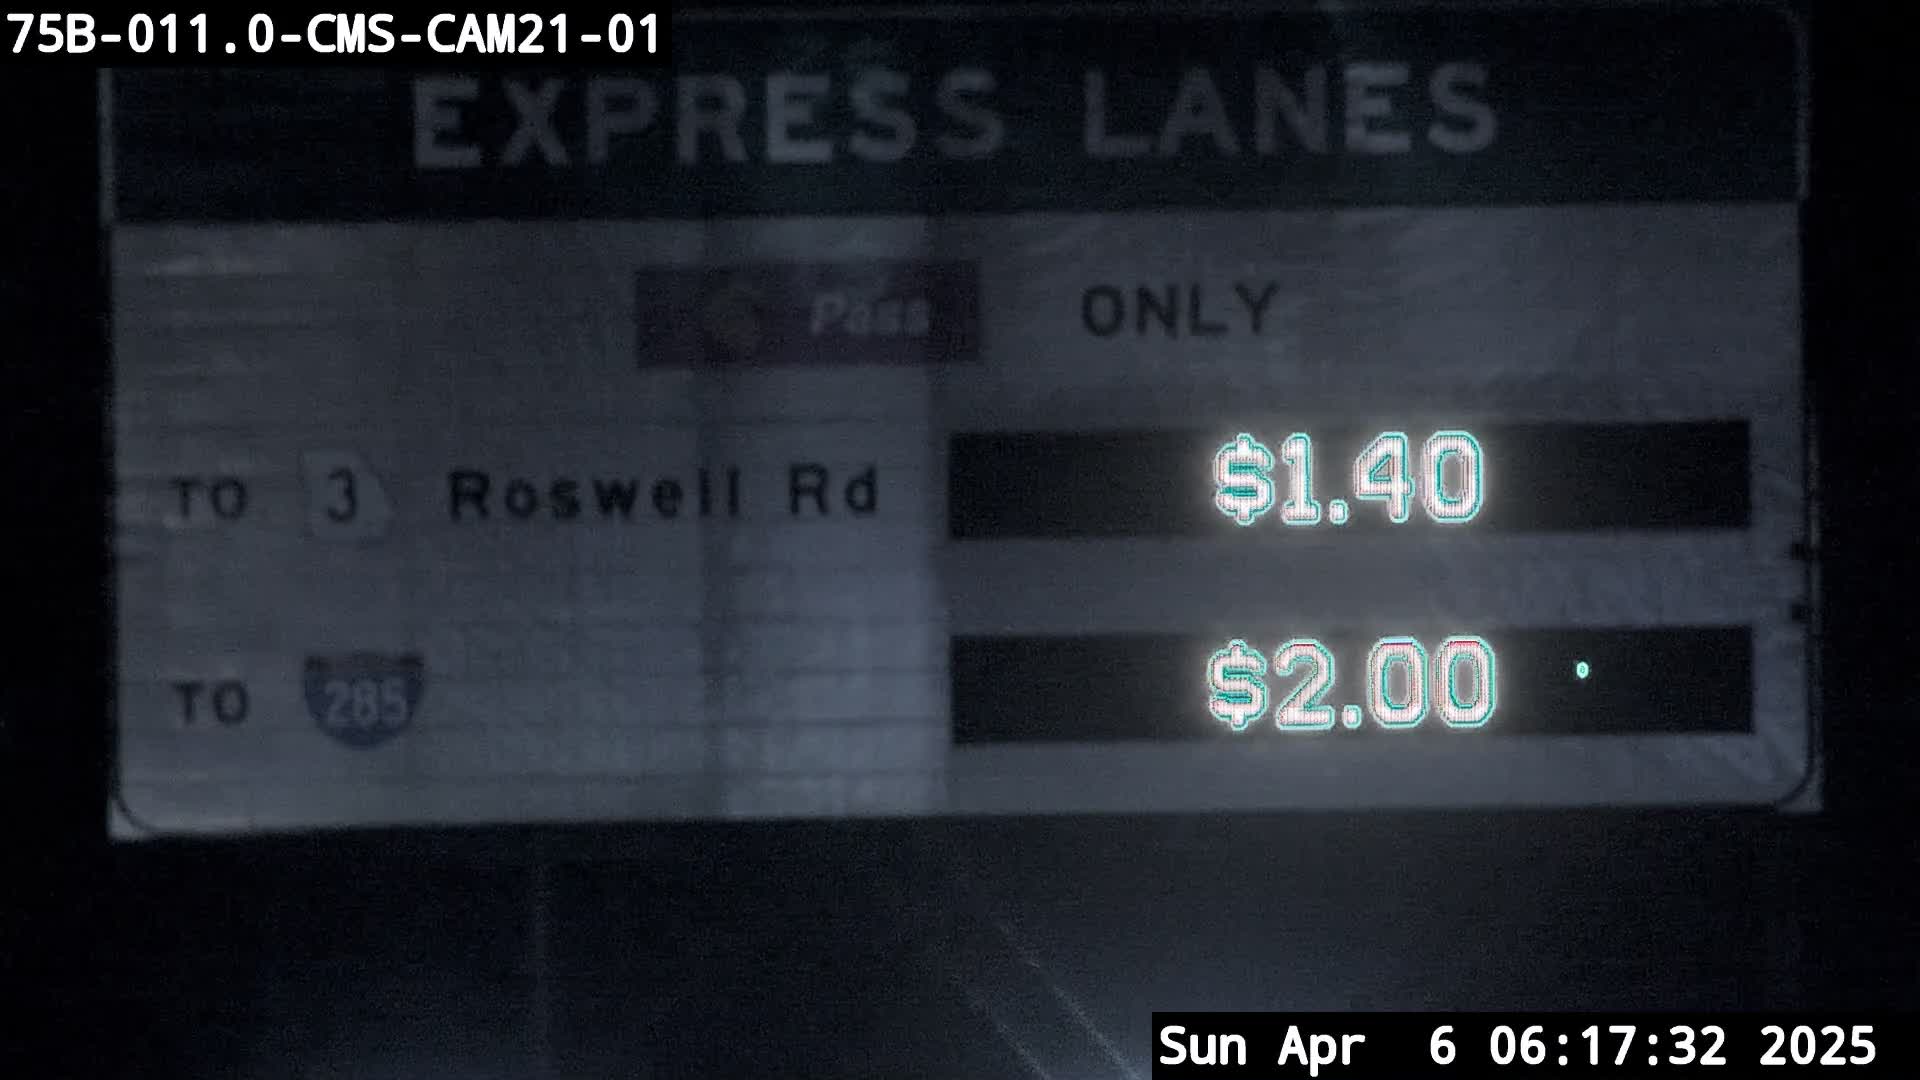 75B-011.0-CMS-CAM21-01
EXPRESS LANES
Pass ONLY
TO 3 Roswell Rd $1.40
TO 285 $2.00
Sun Apr 6 06:17:32 2025